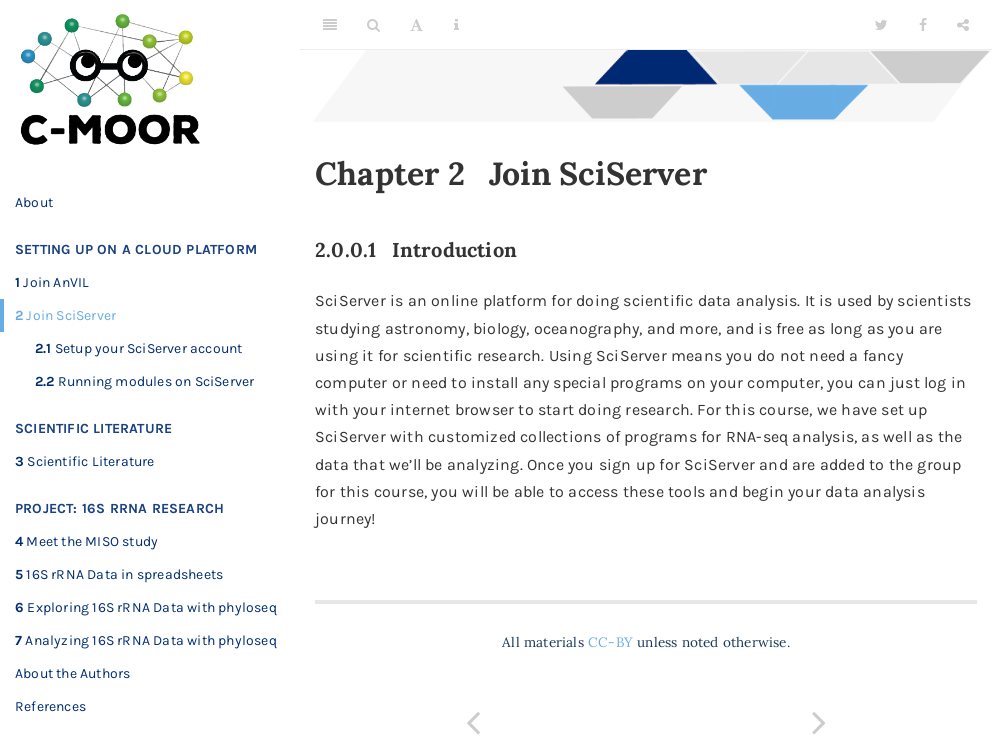 C-MOOR
About
SETTING UP ON A CLOUD PLATFORM
1 Join AnVIL
2 Join SciServer
2.1 Setup your SciServer account
2.2 Running modules on SciServer
SCIENTIFIC LITERATURE
3 Scientific Literature
PROJECT: 16S RRNA RESEARCH
4 Meet the MISO study
5 16S rRNA Data in spreadsheets
6 Exploring 16S rRNA Data with phyloseq
7 Analyzing 16S rRNA Data with phyloseq
About the Authors
References
A
Chapter 2 Join SciServer
2.0.0.1 Introduction
SciServer is an online platform for doing scientific data analysis. It is used by scientists
studying astronomy, biology, oceanography, and more, and is free as long as you are
using it for scientific research. Using SciServer means you do not need a fancy
computer or need to install any special programs on your computer, you can just log in
with your internet browser to start doing research. For this course, we have set up
SciServer with customized collections of programs for RNA-seq analysis, as well as the
data that we’ll be analyzing. Once you sign up for SciServer and are added to the group
for this course, you will be able to access these tools and begin your data analysis
journey!
All materials CC-BY unless noted otherwise.